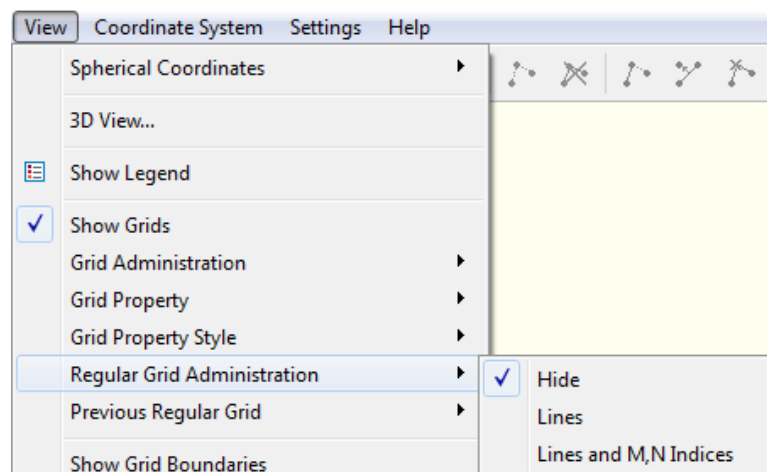 View Coordinate System Settings Help
Spherical Coordinates
3D View...
Show Legend
Show Grids
Grid Administration
Grid Property
Grid Property Style
Regular Grid Administration
Hide
Previous Regular Grid
Lines
Lines and M,N Indices
Show Grid Boundaries